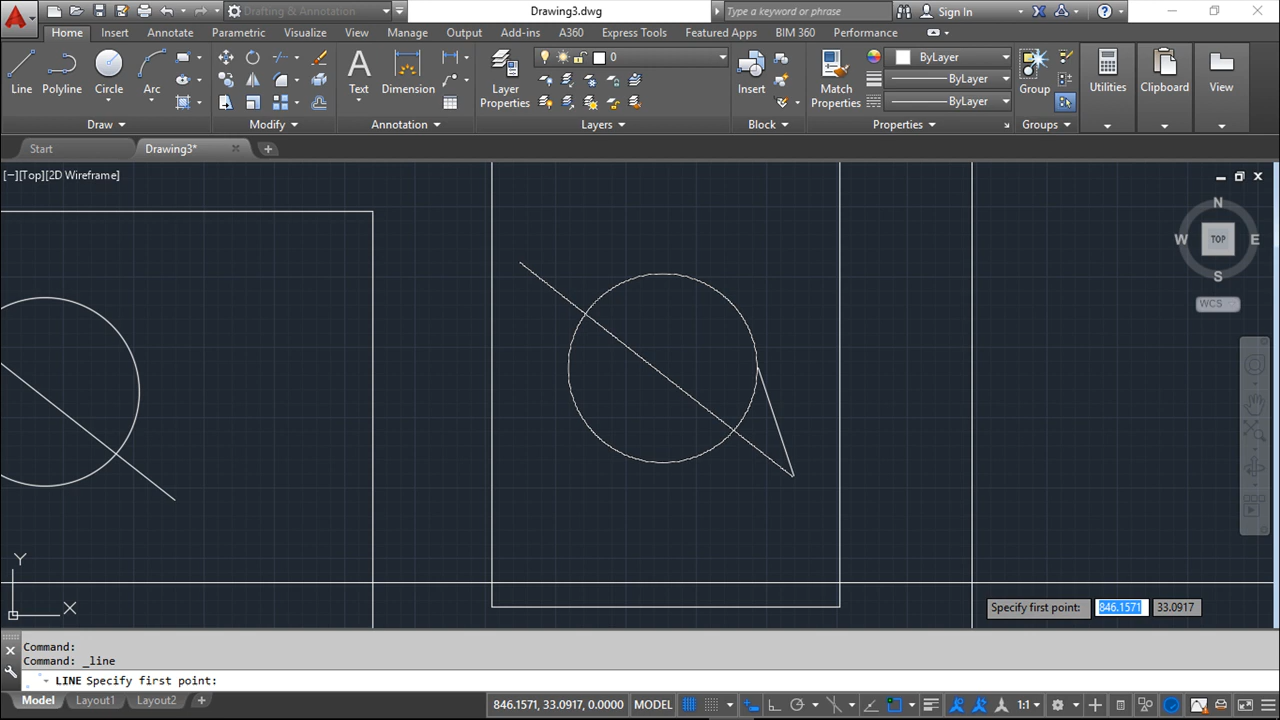 Drafting & Annotation
Drawing3.dwg
Type a keyword or phrase
Sign In
Home Insert Annotate Parametric Visualize View Manage Output Add-ins A360 Express Tools Featured Apps BIM 360 Performance
Line Polyline Circle Arc
Text Dimension
Layer Properties
0
Insert
Match Properties
ByLayer
ByLayer
ByLayer
Group
Utilities
Clipboard
View
Draw Modify Annotation Layers Block Properties Groups
Start Drawing3*
[−][Top][2D Wireframe]
N
W TOP E
S
WCS
Y
X
Specify first point: 846.1571 33.0917
Command:
Command: _line
LINE Specify first point:
Model Layout1 Layout2 846.1571, 33.0917, 0.0000 MODEL 1:1